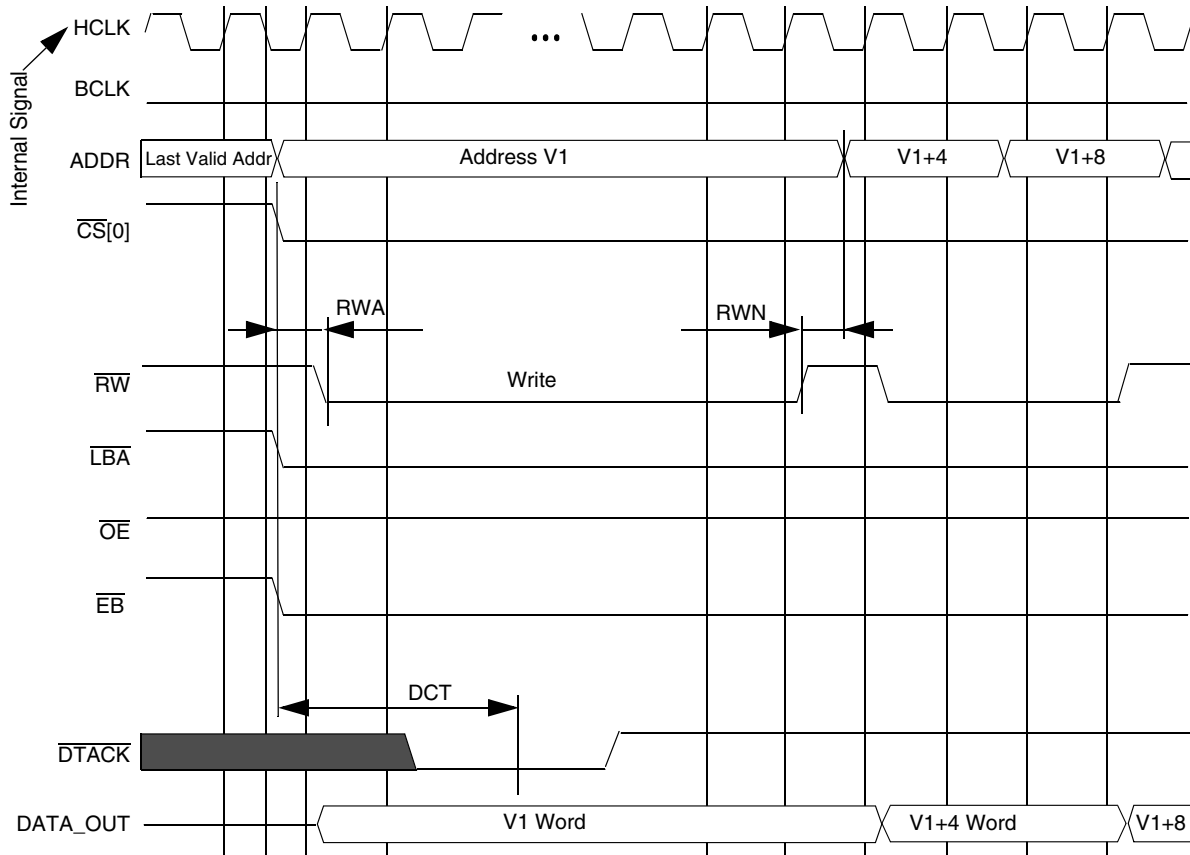 HCLK
...
Internal Signal
BCLK
ADDR Last Valid Addr Address V1 V1+4 V1+8
CS[0]
RWA RWN
RW Write
LBA
OE
EB
DCT
DTACK
DATA_OUT V1 Word V1+4 Word V1+8